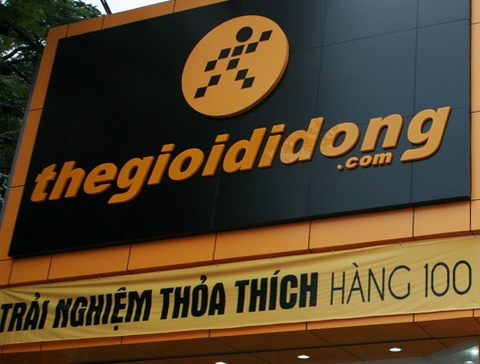 thegioididong
.com
TRẢI NGHIỆM THỎA THÍCH HÀNG 100